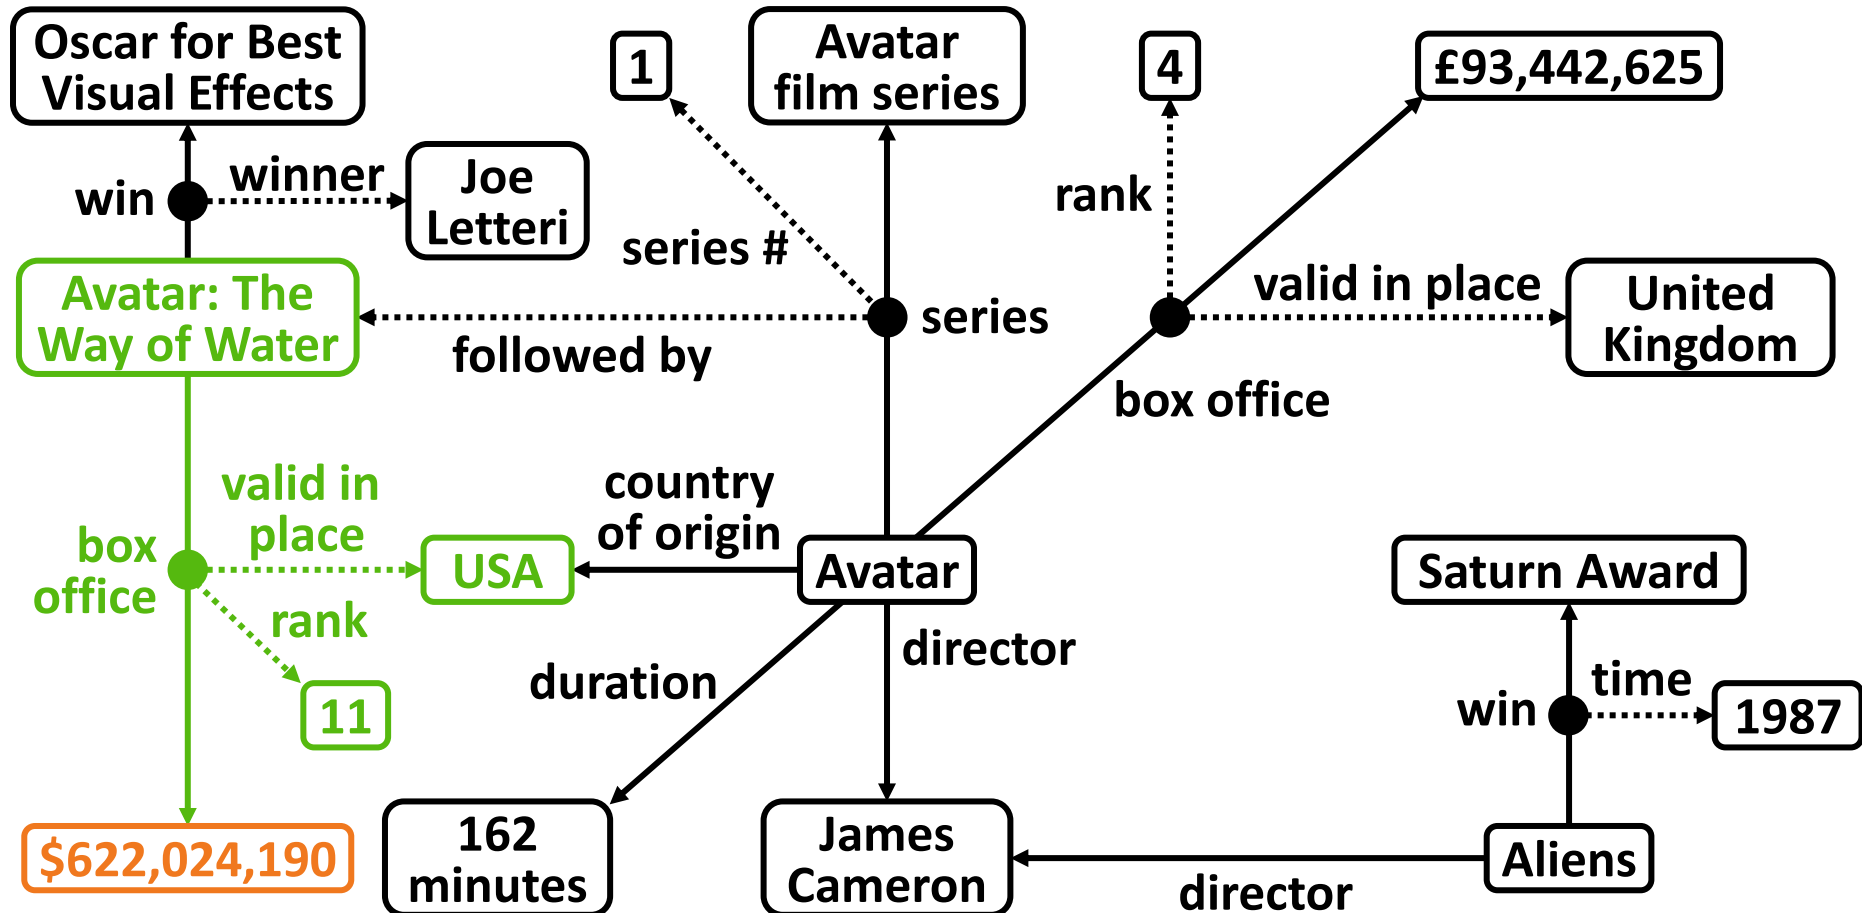 Oscar for Best
Visual Effects
1
Avatar
film series
4
£93,442,625
win
winner
Joe
Letteri
series #
rank
valid in place
United
Kingdom
Avatar: The
Way of Water
followed by
series
box office
valid in
place
box
office
rank
11
USA
country
of origin
Avatar
Saturn Award
duration
director
win
time
1987
$622,024,190
162
minutes
James
Cameron
director
Aliens